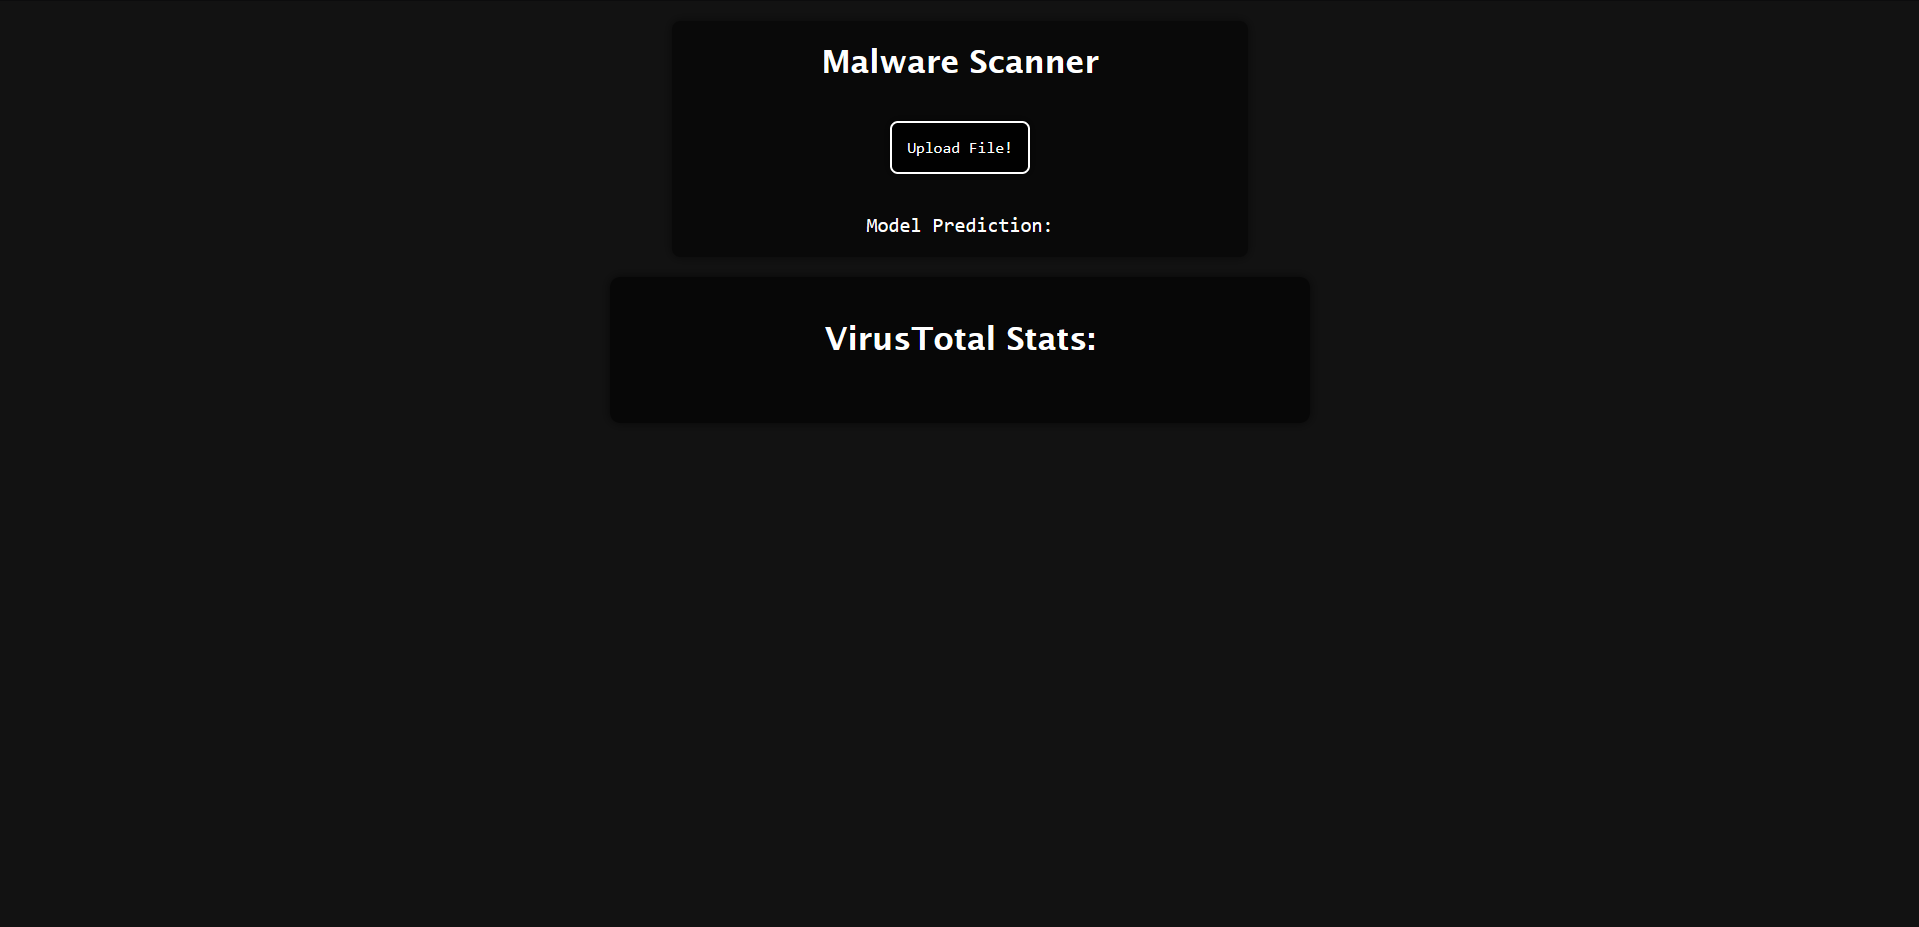 Malware Scanner
Upload File!
Model Prediction:
VirusTotal Stats: